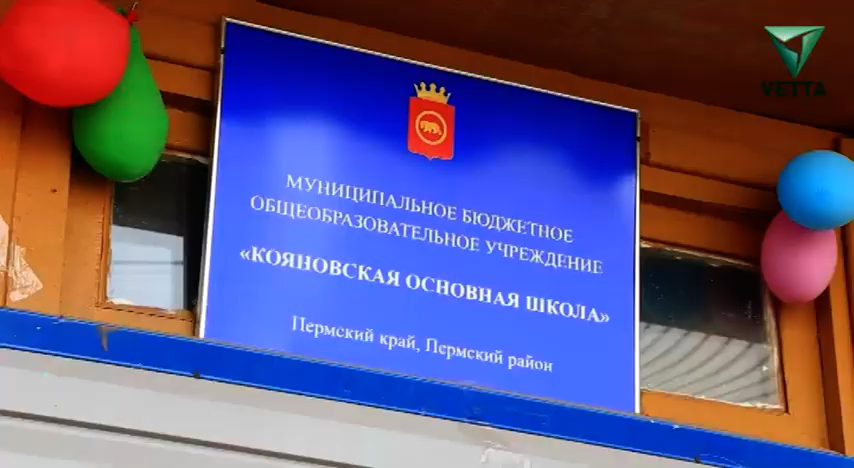 VETTA
МУНИЦИПАЛЬНОЕ БЮДЖЕТНОЕ
ОБЩЕОБРАЗОВАТЕЛЬНОЕ УЧРЕЖДЕНИЕ
«КОЯНОВСКАЯ ОСНОВНАЯ ШКОЛА»
Пермский край, Пермский район